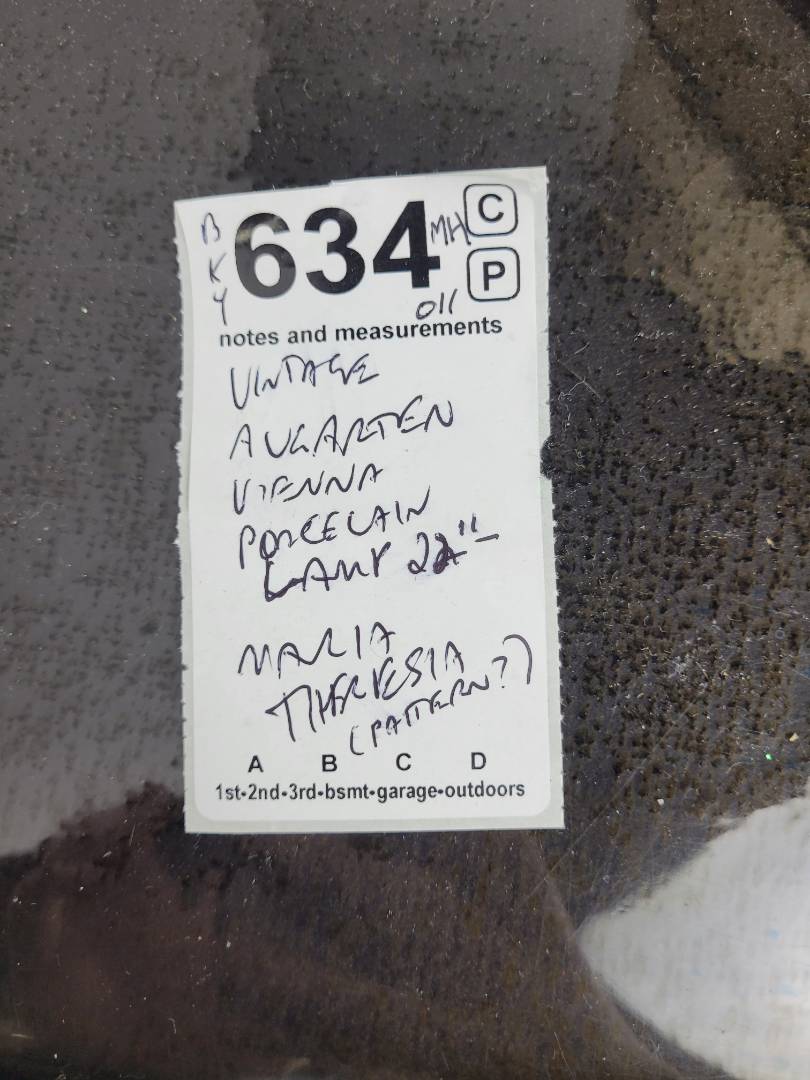 B
K
Y
634
MH
C
P
011
notes and measurements
VINTAGE
AUGARTEN
VIENNA
PORCELAIN
LAMP 22"
MARIA
THERESIA
(PATTERN?)
A B C D
1st•2nd•3rd•bsmt•garage•outdoors